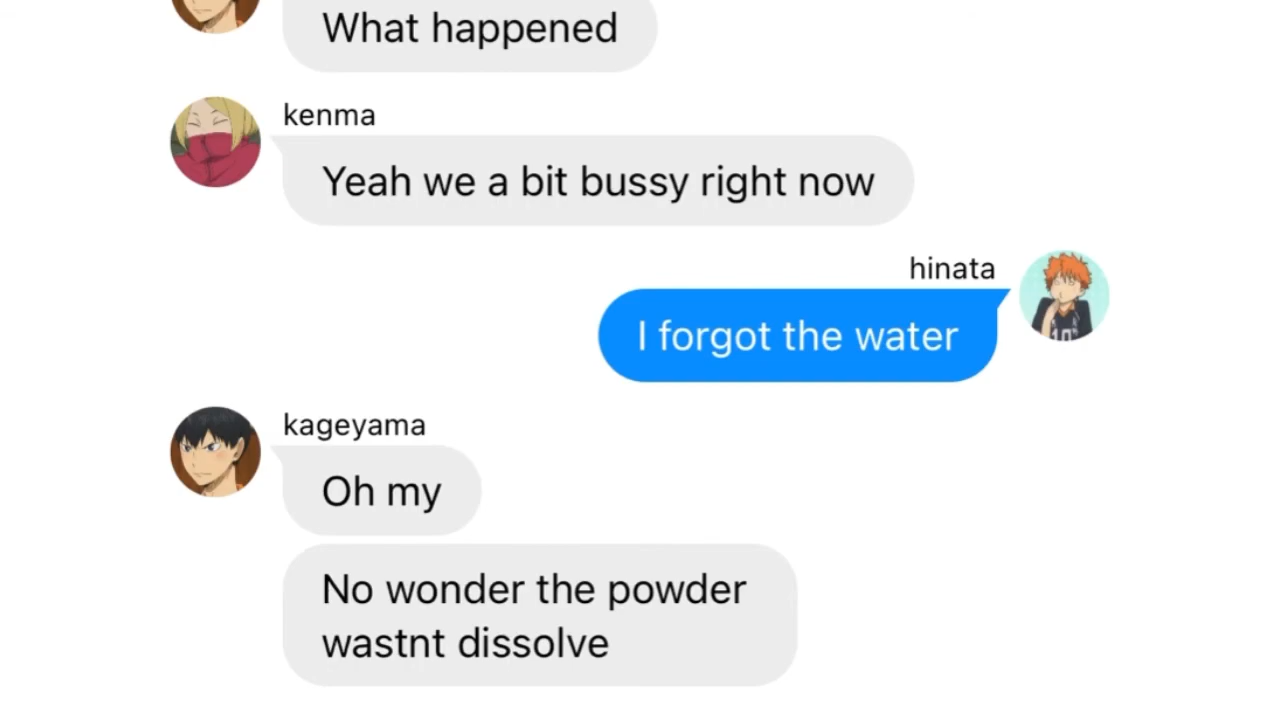 What happened
kenma
Yeah we a bit bussy right now
hinata
I forgot the water
kageyama
Oh my
No wonder the powder
wastnt dissolve